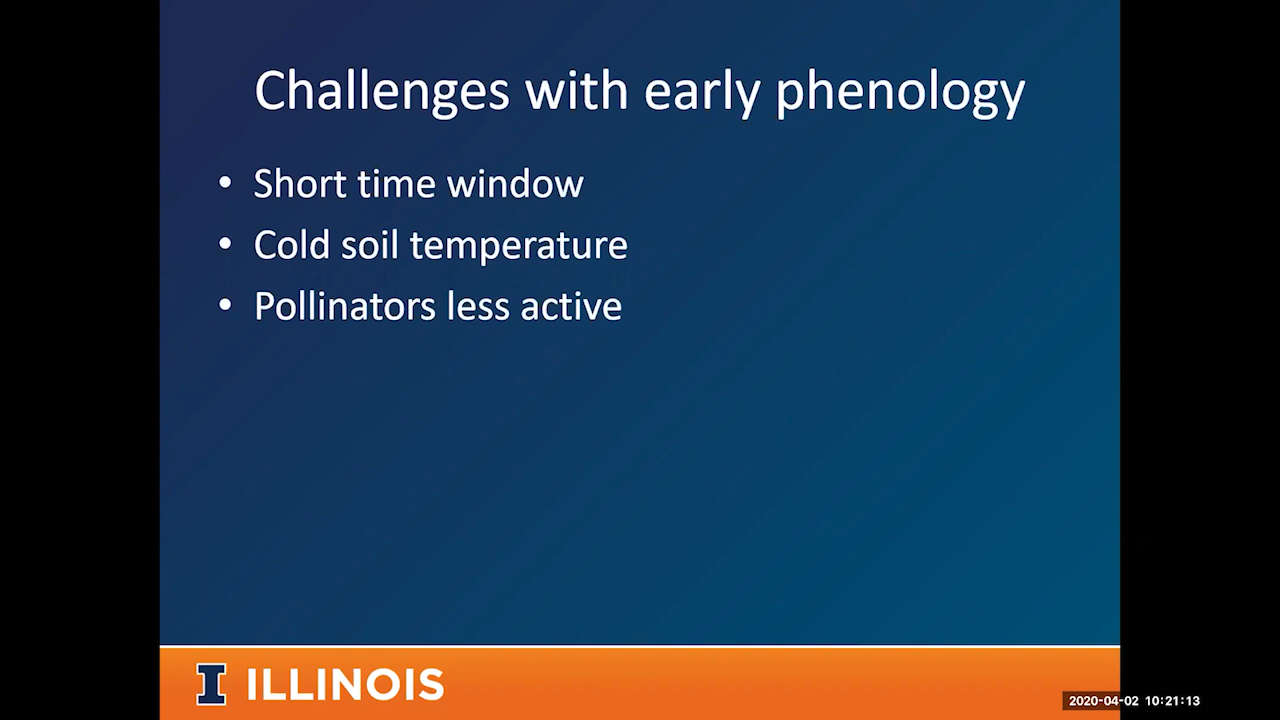 Challenges with early phenology
• Short time window
• Cold soil temperature
• Pollinators less active
I ILLINOIS
2020-04-02 10:21:13